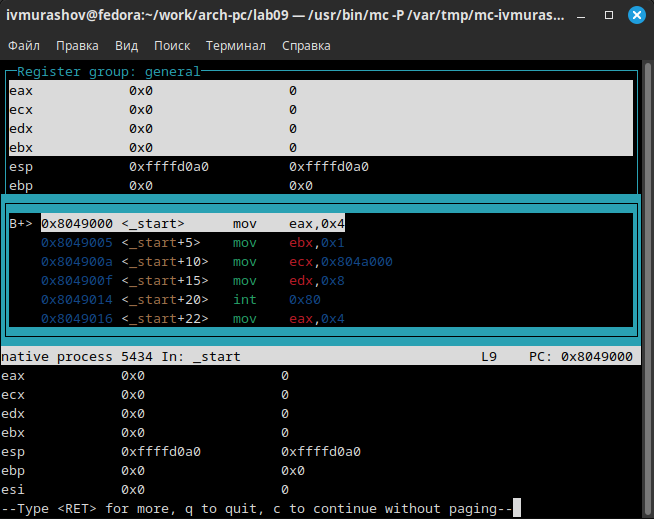 ivmurashov@fedora:~/work/arch-pc/lab09 — /usr/bin/mc -P /var/tmp/mc-ivmuras...
Файл Правка Вид Поиск Терминал Справка
Register group: general
eax 0x0 0
ecx 0x0 0
edx 0x0 0
ebx 0x0 0
esp 0xffffd0a0 0xffffd0a0
ebp 0x0 0x0
B+> 0x8049000 <_start> mov eax,0x4
0x8049005 <_start+5> mov ebx,0x1
0x804900a <_start+10> mov ecx,0x804a000
0x804900f <_start+15> mov edx,0x8
0x8049014 <_start+20> int 0x80
0x8049016 <_start+22> mov eax,0x4
native process 5434 In: _start L9 PC: 0x8049000
eax 0x0 0
ecx 0x0 0
edx 0x0 0
ebx 0x0 0
esp 0xffffd0a0 0xffffd0a0
ebp 0x0 0x0
esi 0x0 0
--Type <RET> for more, q to quit, c to continue without paging--